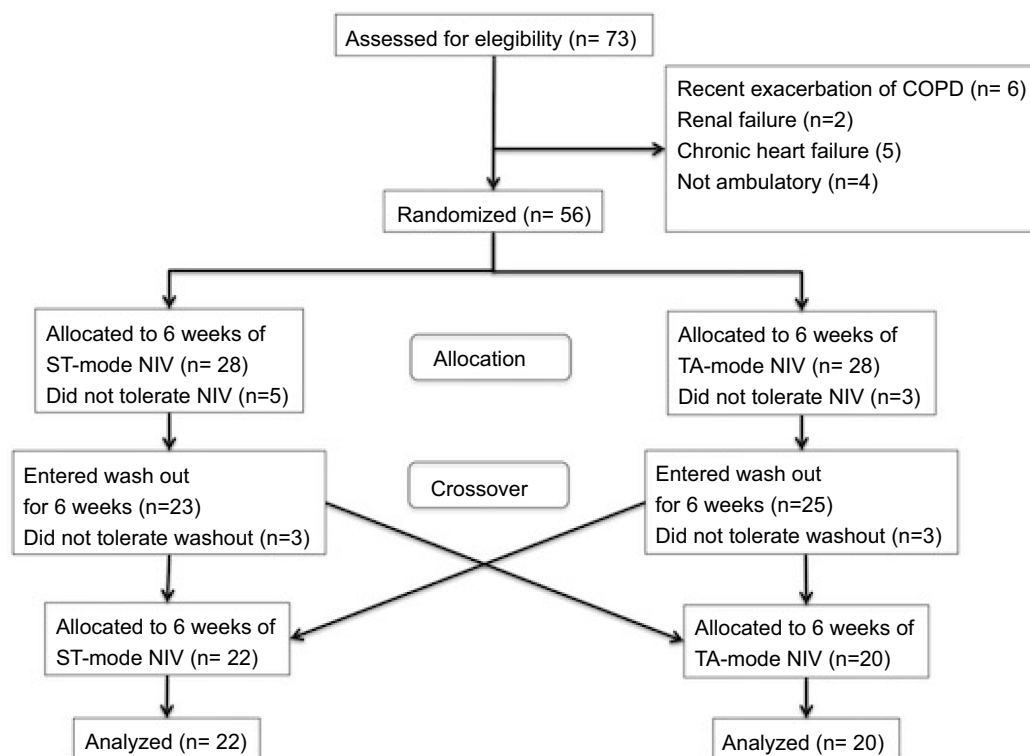 Assessed for elegibility (n= 73)
Recent exacerbation of COPD (n= 6)
Renal failure (n=2)
Chronic heart failure (5)
Not ambulatory (n=4)
Randomized (n= 56)
Allocated to 6 weeks of
ST-mode NIV (n= 28)
Did not tolerate NIV (n=5)
Allocation
Allocated to 6 weeks of
TA-mode NIV (n= 28)
Did not tolerate NIV (n=3)
Entered wash out
for 6 weeks (n=23)
Did not tolerate washout (n=3)
Crossover
Entered wash out
for 6 weeks (n=25)
Did not tolerate washout (n=3)
Allocated to 6 weeks of
ST-mode NIV (n= 22)
Allocated to 6 weeks of
TA-mode NIV (n=20)
Analyzed (n= 22)
Analyzed (n= 20)